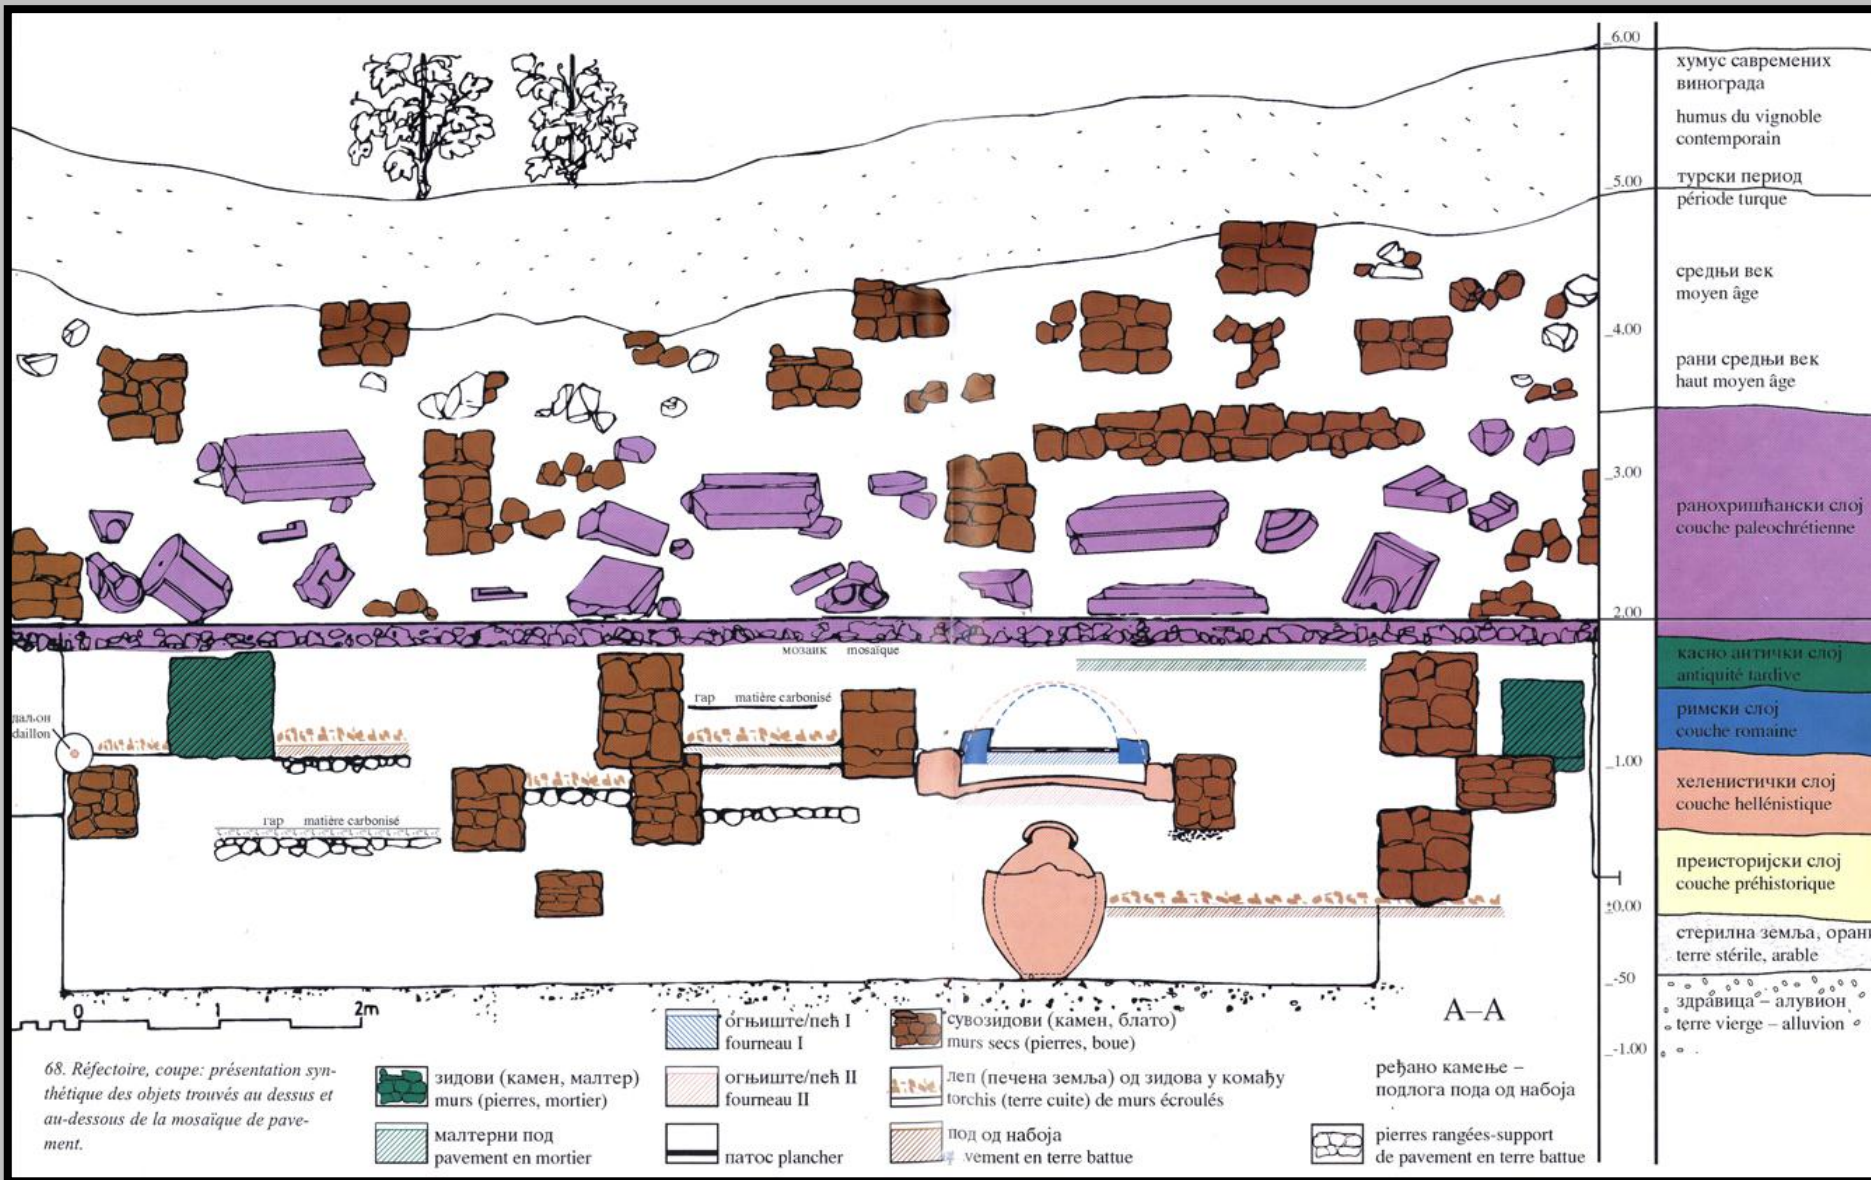 6.00
хумус савремених
винограда
humus du vignoble
contemporain
5.00
турски период
période turque
средњи век
moyen âge
4.00
рани средњи век
haut moyen âge
3.00
ранохришћански слој
couche paleochrétienne
2.00
мозаик mosaïque
касно антички слој
antiquité tardive
гар matière carbonisé
даљон
daillon
римски слој
couche romaine
1.00
хеленистички слој
couche hellénistique
гар matière carbonisé
преисторијски слој
couche préhistorique
±0.00
стерилна земља, орани
terre stérile, arable
-50
здравица – алувион
terre vierge – alluvion
-1.00
0 1 2m
A–A
68. Réfectoire, coupe: présentation syn-
thétique des objets trouvés au dessus et
au-dessous de la mosaïque de pave-
ment.
зидови (камен, малтер)
murs (pierres, mortier)
малтерни под
pavement en mortier
огњиште/пећ I
fourneau I
огњиште/пећ II
fourneau II
патос plancher
сувозидови (камен, блато)
murs secs (pierres, boue)
леп (печена земља) од зидова у комађу
torchis (terre cuite) de murs écroulés
под од набоја
vement en terre battue
ређано камење –
подлога пода од набоја
pierres rangées-support
de pavement en terre battue